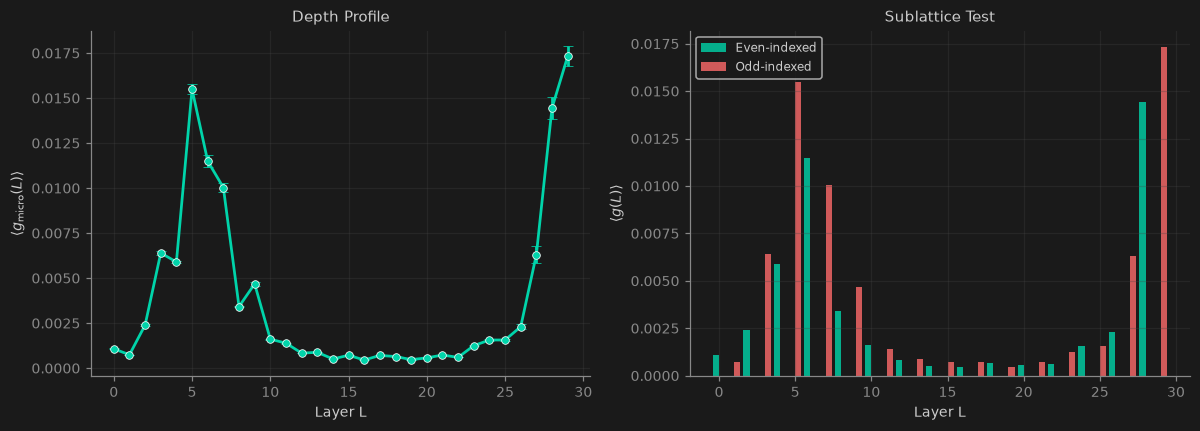 Depth Profile
0.0175
0.0150
0.0125
0.0100
0.0075
0.0050
0.0025
0.0000
⟨g_micro(L)⟩
0 5 10 15 20 25 30
Layer L
Sublattice Test
Even-indexed
Odd-indexed
0.0175
0.0150
0.0125
0.0100
0.0075
0.0050
0.0025
0.0000
⟨g(L)⟩
0 5 10 15 20 25 30
Layer L